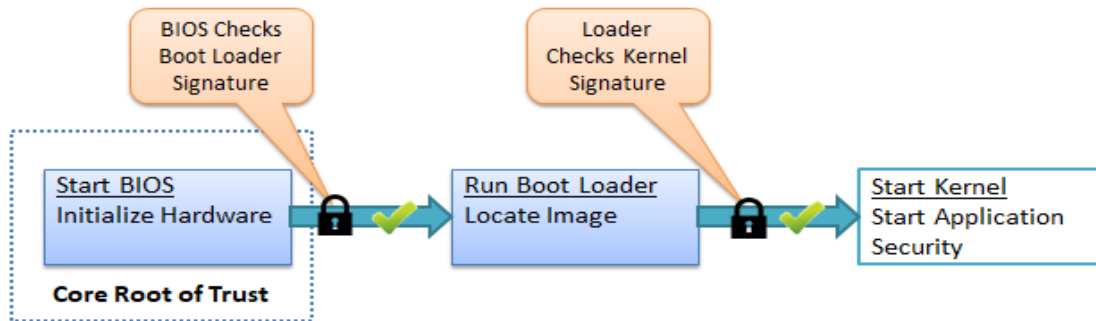 BIOS Checks
Boot Loader
Signature
Loader
Checks Kernel
Signature
Start BIOS
Initialize Hardware
Run Boot Loader
Locate Image
Start Kernel
Start Application
Security
Core Root of Trust